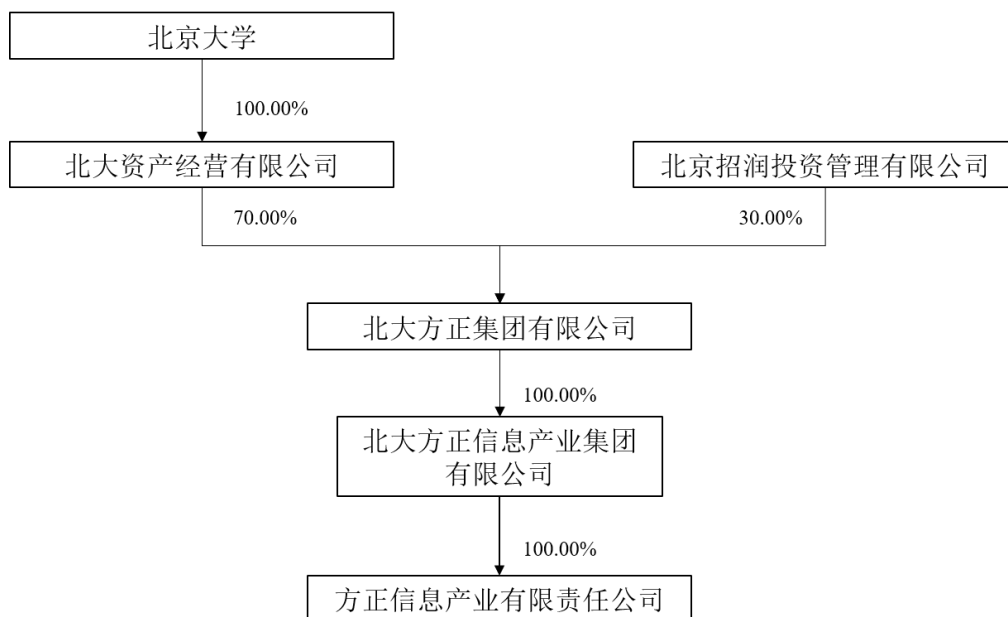 北京大学
100.00%
北大资产经营有限公司
北京招润投资管理有限公司
70.00%
30.00%
北大方正集团有限公司
100.00%
北大方正信息产业集团
有限公司
100.00%
方正信息产业有限责任公司